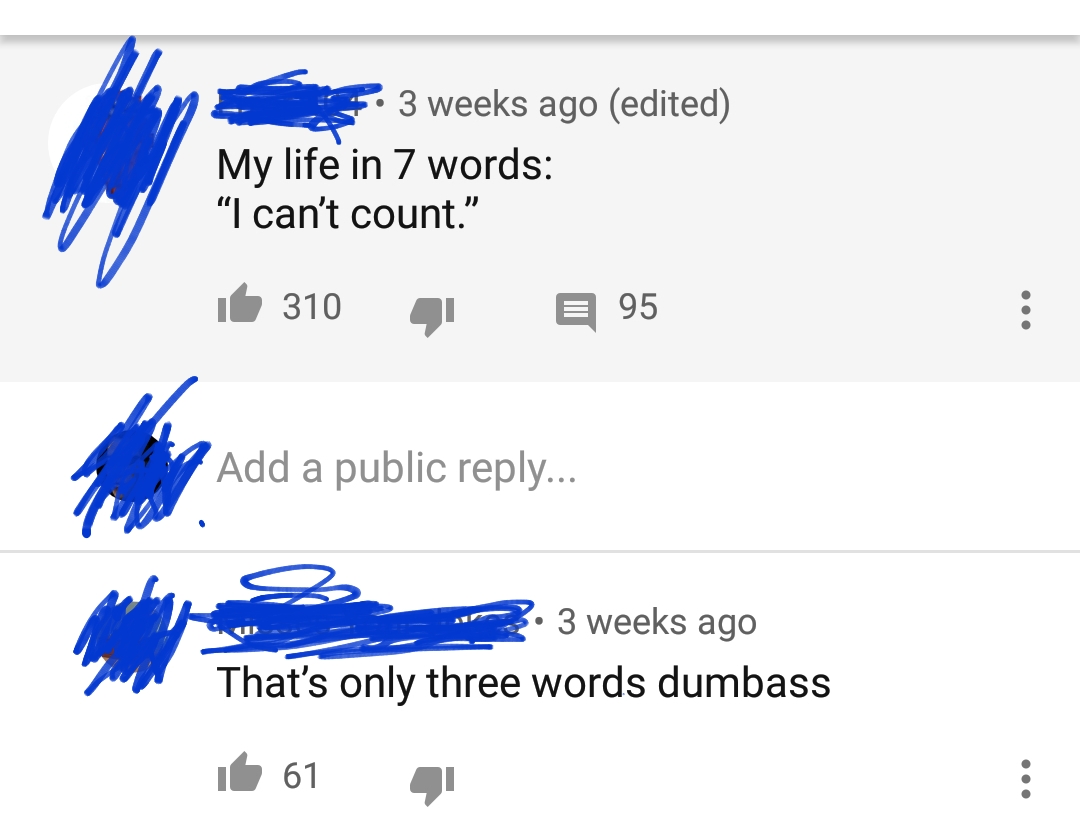 • 3 weeks ago (edited)
My life in 7 words:
“I can’t count.”
310 95
Add a public reply...
• 3 weeks ago
That’s only three words dumbass
61